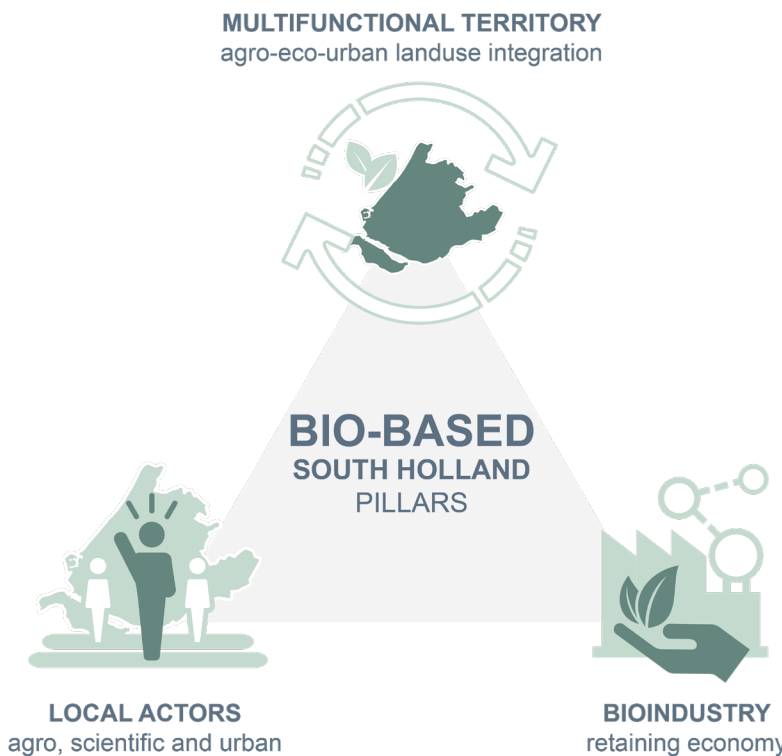 MULTIFUNCTIONAL TERRITORY
agro-eco-urban landuse integration
BIO-BASED
SOUTH HOLLAND
PILLARS
LOCAL ACTORS
agro, scientific and urban
BIOINDUSTRY
retaining economy